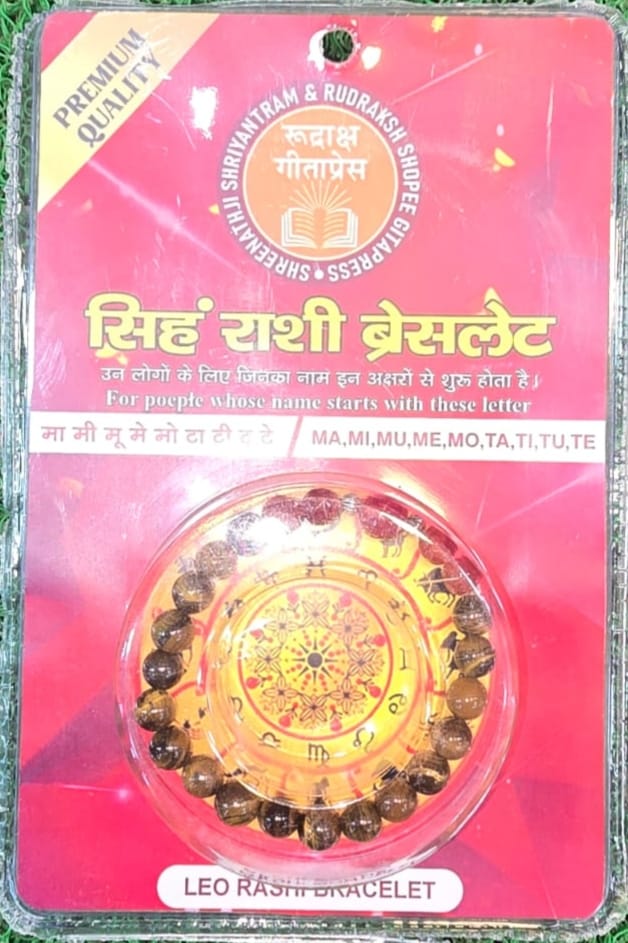 PREMIUM
QUALITY
SHREENATHJI SHRIYANTRAM & RUDRAKSH SHOPEE GITAPRESS
रूद्राक्ष
गीताप्रेस
सिहं राशी ब्रेसलेट
उन लोगों के लिए जिनका नाम इन अक्षरों से शुरू होता है।
For poeple whose name starts with these letter
मा मी मू मे मो टा टी टू टे / MA,MI,MU,ME,MO,TA,TI,TU,TE
LEO RASHI BRACELET